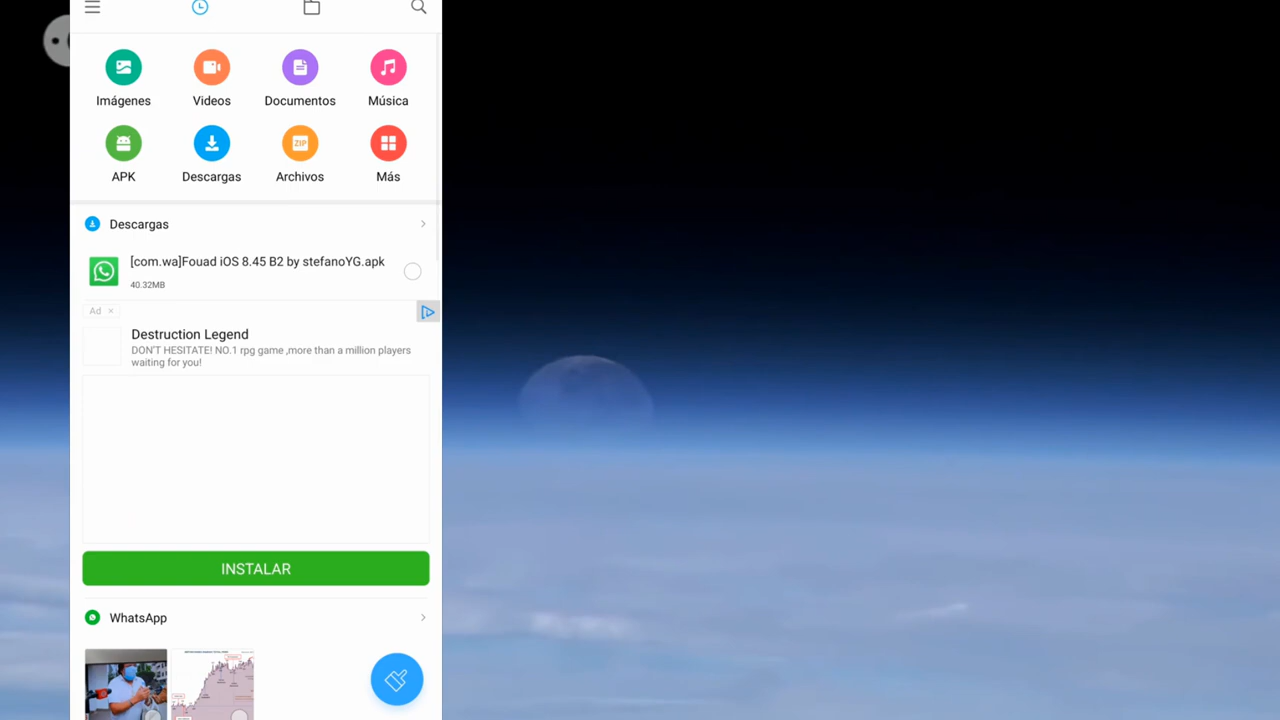 Imágenes
Videos
Documentos
Música
APK
ZIP
Descargas
Archivos
Más
Descargas
[com.wa]Fouad iOS 8.45 B2 by stefanoYG.apk
40.32MB
Ad
Destruction Legend
DON'T HESITATE! NO.1 rpg game ,more than a million players
waiting for you!
INSTALAR
WhatsApp